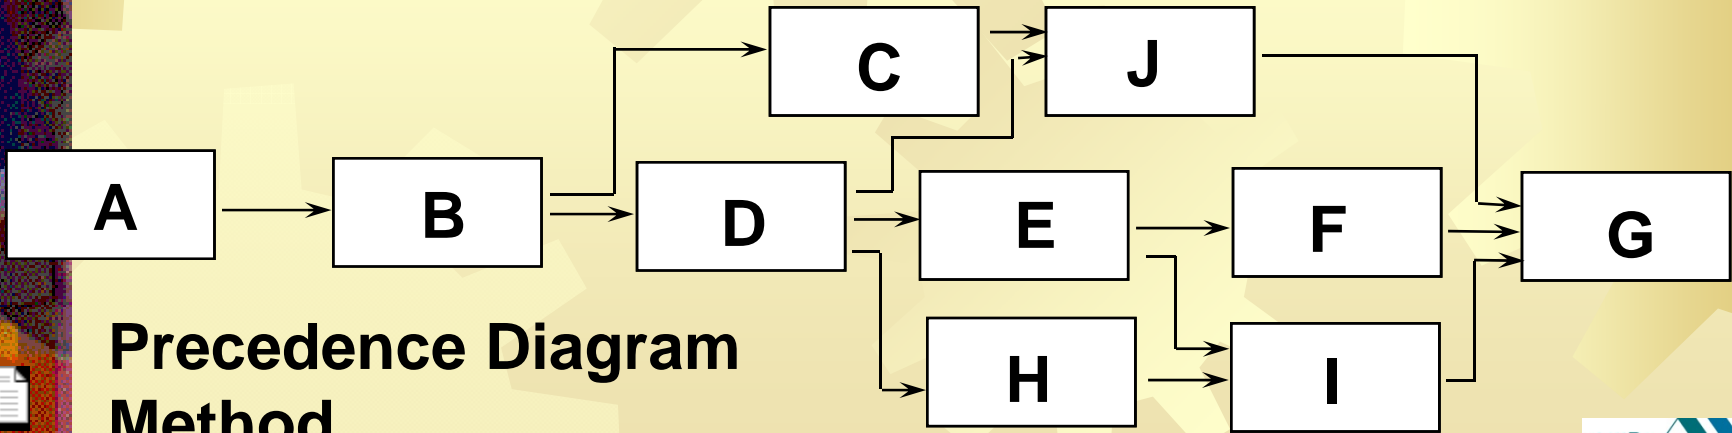 C J
A B D E F G
H I
Precedence Diagram
Method